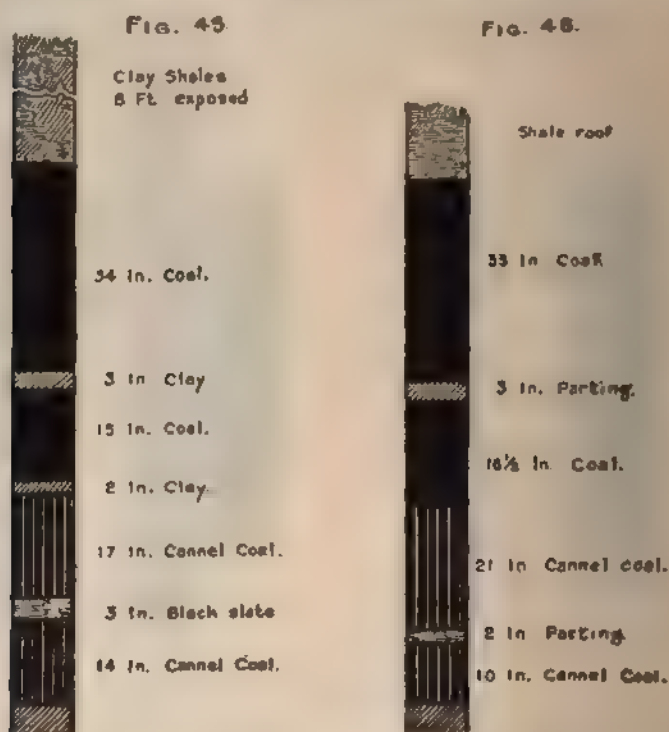 FIG. 45.
Clay Shales
8 Ft. exposed
34 In. Coal.
3 In Clay
15 In. Coal.
2 In. Clay
17 In. Cannel Coal.
3 In. Black slate
14 In. Cannel Coal.
FIG. 46.
Shale roof
33 In Coal
3 In. Parting.
18½ In. Coal.
21 In Cannel coal.
2 In Parting
10 In. Cannel Coal.